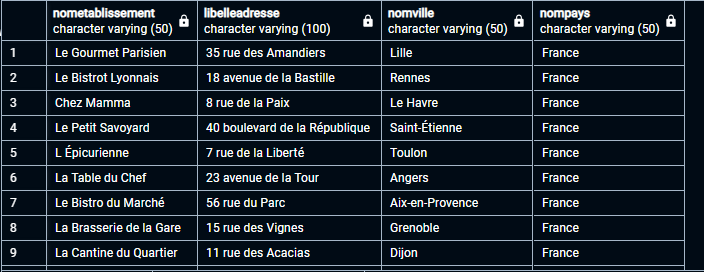 nometablissement libelleadresse nomville nompays
character varying (50) character varying (100) character varying (50) character varying (50)
1 Le Gourmet Parisien 35 rue des Amandiers Lille France
2 Le Bistrot Lyonnais 18 avenue de la Bastille Rennes France
3 Chez Mamma 8 rue de la Paix Le Havre France
4 Le Petit Savoyard 40 boulevard de la République Saint-Étienne France
5 L Épicurienne 7 rue de la Liberté Toulon France
6 La Table du Chef 23 avenue de la Tour Angers France
7 Le Bistro du Marché 56 rue du Parc Aix-en-Provence France
8 La Brasserie de la Gare 15 rue des Vignes Grenoble France
9 La Cantine du Quartier 11 rue des Acacias Dijon France